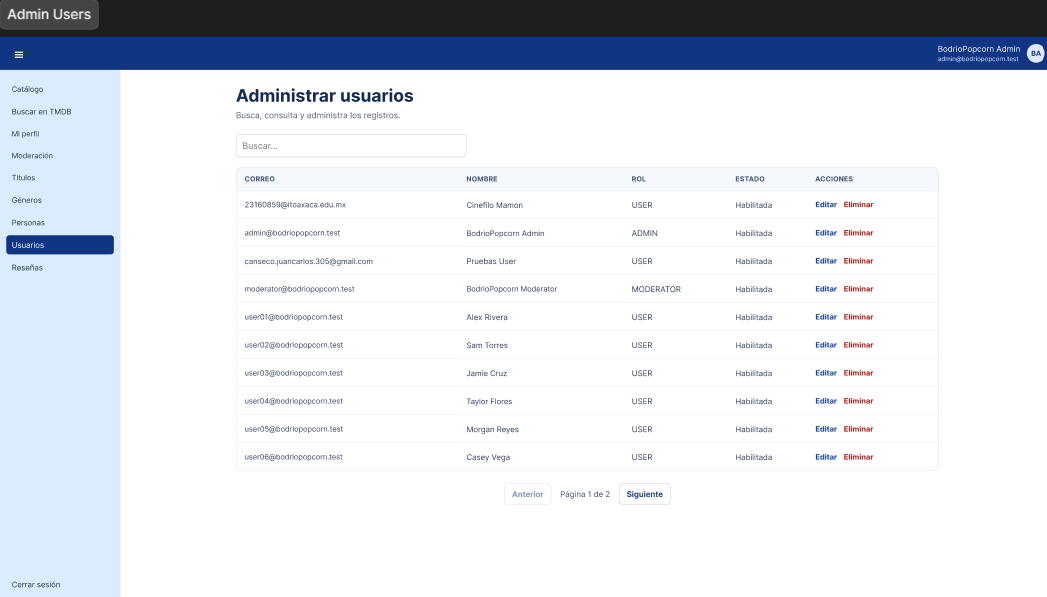 Admin Users
BodrioPopcorn Admin
admin@bodriopopcorn.test
BA
Catálogo
Buscar en TMDB
Mi perfil
Moderación
Títulos
Géneros
Personas
Usuarios
Reseñas
Cerrar sesión
Administrar usuarios
Busca, consulta y administra los registros.
Buscar...
CORREO NOMBRE ROL ESTADO ACCIONES
23160859@itoaxaca.edu.mx Cinefilo Mamon USER Habilitada Editar Eliminar
admin@bodriopopcorn.test BodrioPopcorn Admin ADMIN Habilitada Editar Eliminar
canseco.juancarlos.305@gmail.com Pruebas User USER Habilitada Editar Eliminar
moderator@bodriopopcorn.test BodrioPopcorn Moderator MODERATOR Habilitada Editar Eliminar
user01@bodriopopcorn.test Alex Rivera USER Habilitada Editar Eliminar
user02@bodriopopcorn.test Sam Torres USER Habilitada Editar Eliminar
user03@bodriopopcorn.test Jamie Cruz USER Habilitada Editar Eliminar
user04@bodriopopcorn.test Taylor Flores USER Habilitada Editar Eliminar
user05@bodriopopcorn.test Morgan Reyes USER Habilitada Editar Eliminar
user06@bodriopopcorn.test Casey Vega USER Habilitada Editar Eliminar
Anterior Página 1 de 2 Siguiente